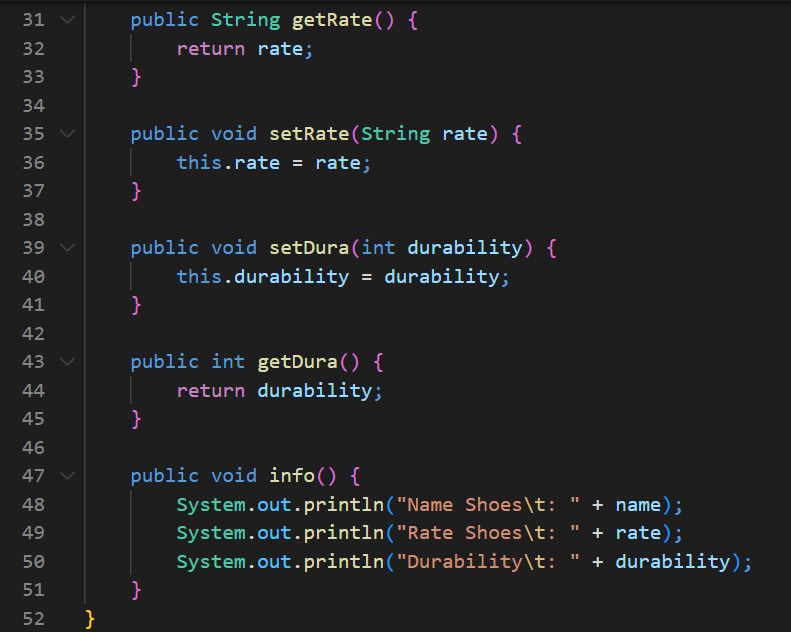 31 public String getRate() {
32 return rate;
33 }
34
35 public void setRate(String rate) {
36 this.rate = rate;
37 }
38
39 public void setDura(int durability) {
40 this.durability = durability;
41 }
42
43 public int getDura() {
44 return durability;
45 }
46
47 public void info() {
48 System.out.println("Name Shoes\t: " + name);
49 System.out.println("Rate Shoes\t: " + rate);
50 System.out.println("Durability\t: " + durability);
51 }
52 }